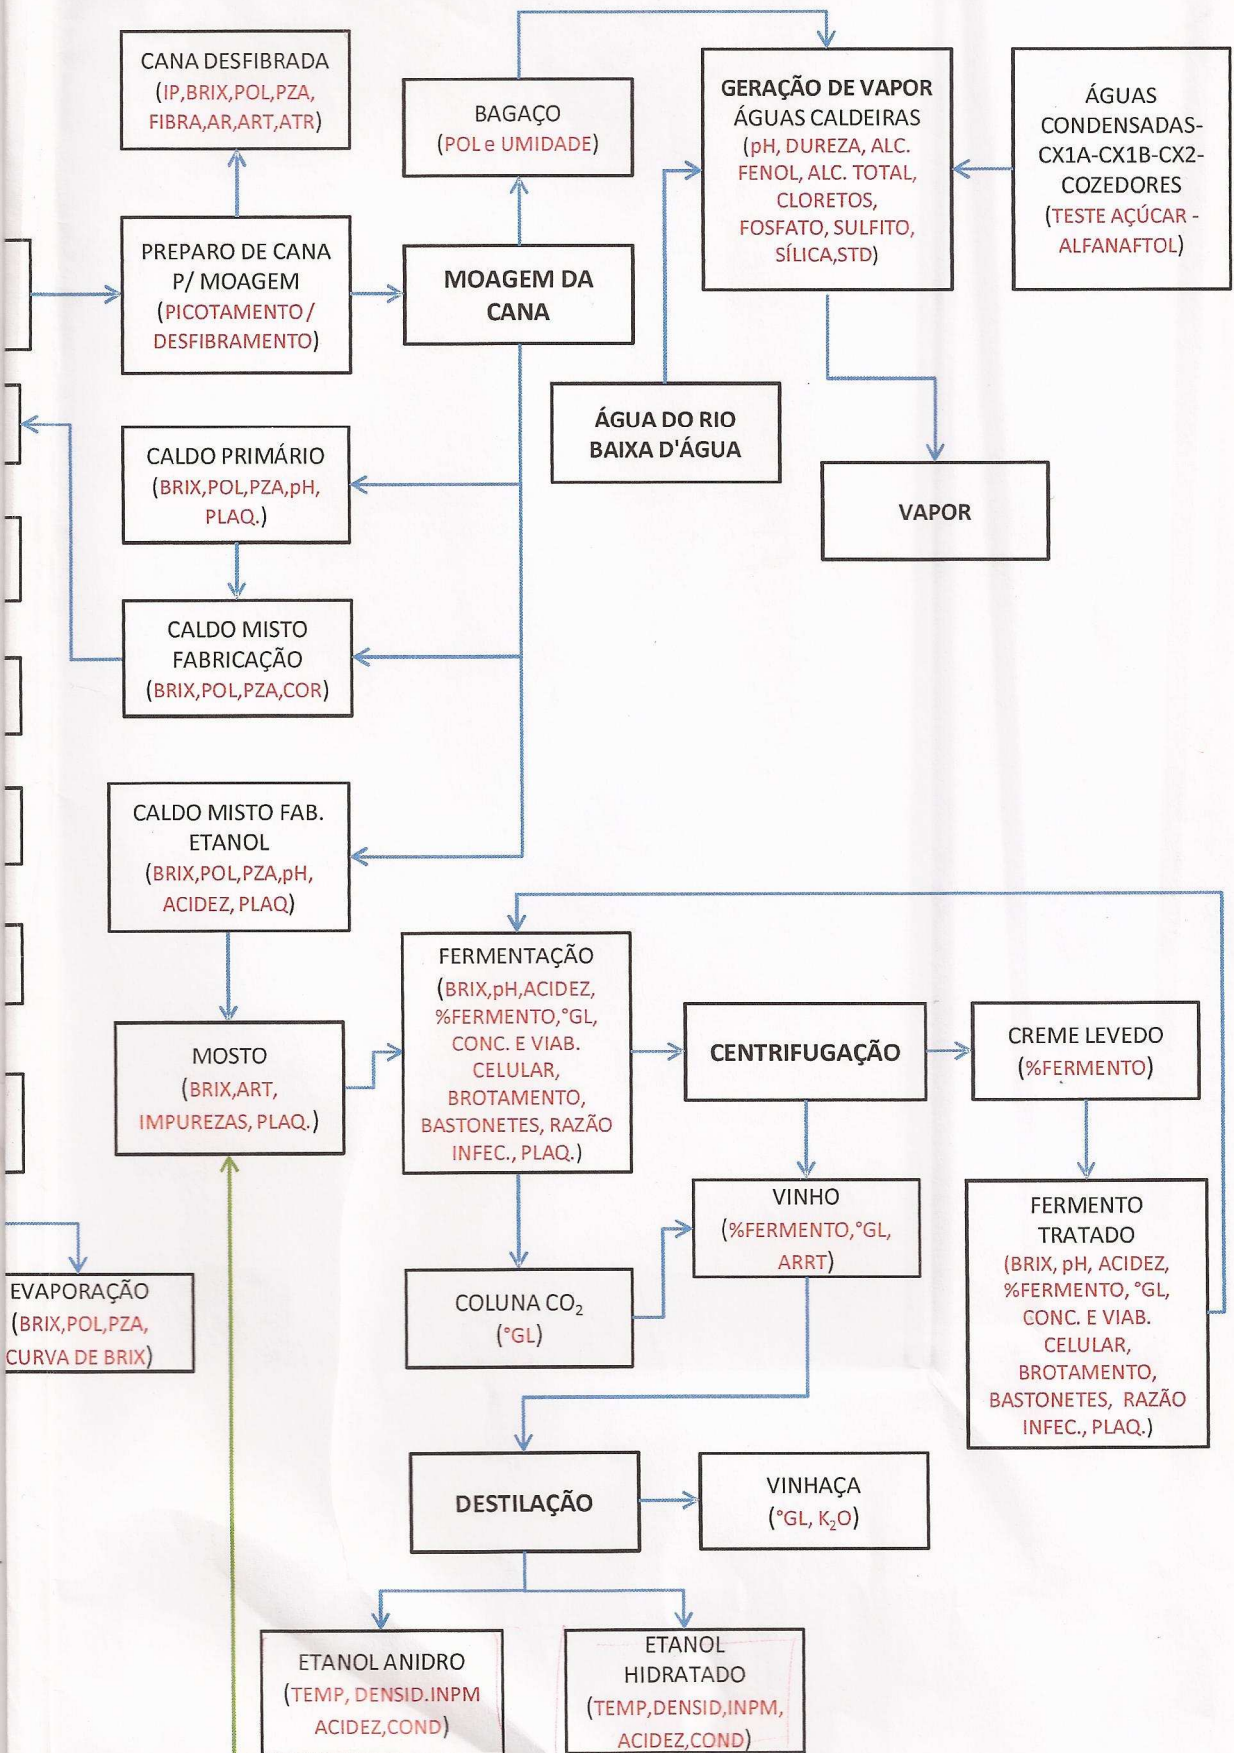 CANA DESFIBRADA
(IP,BRIX,POL,PZA,
FIBRA,AR,ART,ATR)
BAGAÇO
(POL e UMIDADE)
GERAÇÃO DE VAPOR
ÁGUAS CALDEIRAS
(pH, DUREZA, ALC.
FENOL, ALC. TOTAL,
CLORETOS,
FOSFATO, SULFITO,
SÍLICA,STD)
ÁGUAS
CONDENSADAS-
CX1A-CX1B-CX2-
COZEDORES
(TESTE AÇÚCAR -
ALFANAFTOL)
PREPARO DE CANA
P/ MOAGEM
(PICOTAMENTO/
DESFIBRAMENTO)
MOAGEM DA
CANA
ÁGUA DO RIO
BAIXA D'ÁGUA
VAPOR
CALDO PRIMÁRIO
(BRIX,POL,PZA,pH,
PLAQ.)
CALDO MISTO
FABRICAÇÃO
(BRIX,POL,PZA,COR)
CALDO MISTO FAB.
ETANOL
(BRIX,POL,PZA,pH,
ACIDEZ, PLAQ)
MOSTO
(BRIX,ART,
IMPUREZAS, PLAQ.)
FERMENTAÇÃO
(BRIX,pH,ACIDEZ,
%FERMENTO,°GL,
CONC. E VIAB.
CELULAR,
BROTAMENTO,
BASTONETES, RAZÃO
INFEC., PLAQ.)
CENTRIFUGAÇÃO
CREME LEVEDO
(%FERMENTO)
VINHO
(%FERMENTO,°GL,
ARRT)
FERMENTO
TRATADO
(BRIX, pH, ACIDEZ,
%FERMENTO, °GL,
CONC. E VIAB.
CELULAR,
BROTAMENTO,
BASTONETES, RAZÃO
INFEC., PLAQ.)
COLUNA CO₂
(°GL)
EVAPORAÇÃO
(BRIX,POL,PZA,
CURVA DE BRIX)
DESTILAÇÃO
VINHAÇA
(°GL, K₂O)
ETANOL ANIDRO
(TEMP, DENSID.INPM
ACIDEZ,COND)
ETANOL
HIDRATADO
(TEMP,DENSID,INPM,
ACIDEZ,COND)